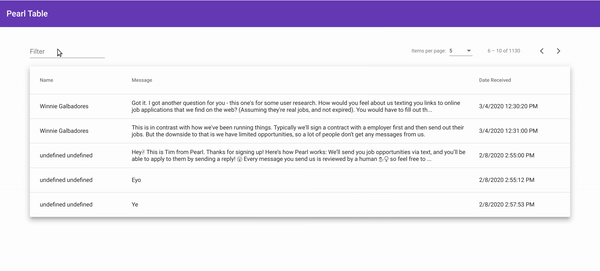 Pearl Table
Filter
Items per page: 5 6 – 10 of 1130
Name Message Date Received
Winnie Galbadores Got it. I got another question for you - this one's for some user research. How would you feel about us texting you links to online
job applications that we find on the web? (Assuming they're real jobs, and not expired). You would have to fill out th... 3/4/2020 12:30:20 PM
Winnie Galbadores This is in contrast with how we've been running things. Typically we'll sign a contract with a employer first and then send out their
jobs. But the downside to that is we have limited opportunities, so a lot of people don't get any messages from us. 3/4/2020 12:31:00 PM
undefined undefined Hey! This is Tim from Pearl. Thanks for signing up! Here's how Pearl works: We'll send you job opportunities via text, and you'll be
able to apply to them by sending a reply! Every message you send us is reviewed by a human so feel free to ... 2/8/2020 2:55:00 PM
undefined undefined Eyo 2/8/2020 2:55:12 PM
undefined undefined Ye 2/8/2020 2:57:53 PM